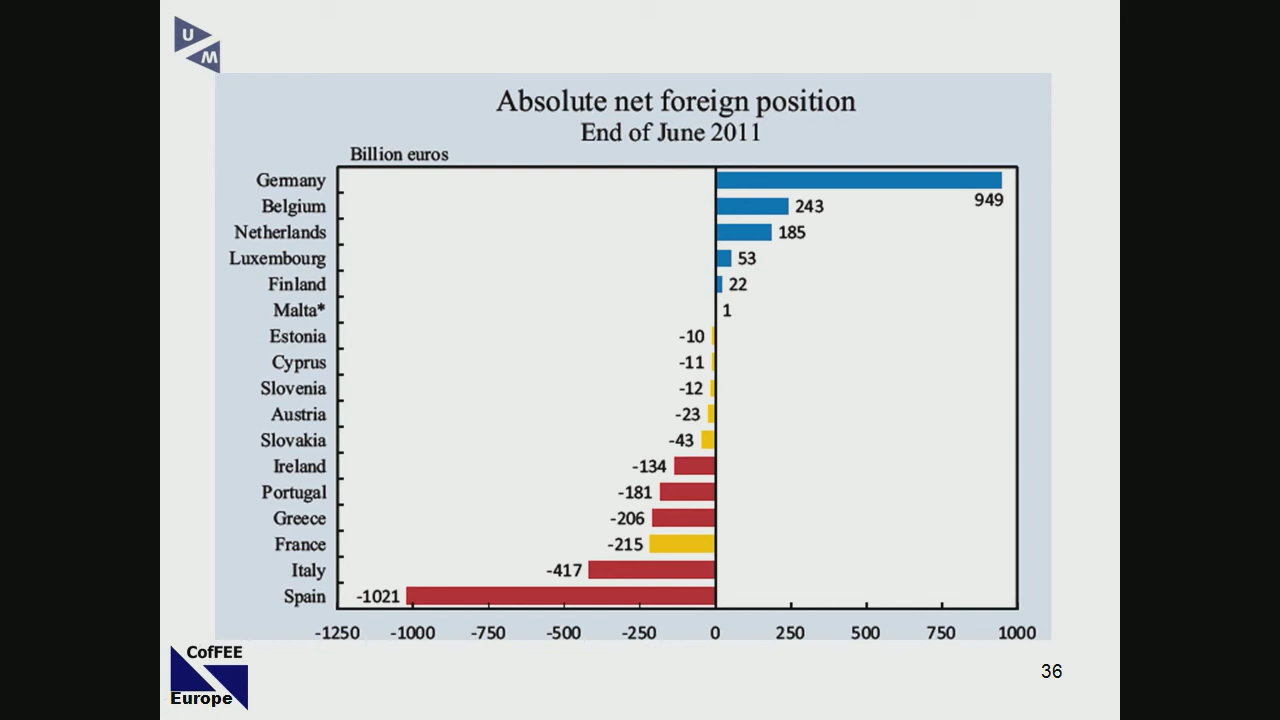 U
M
Absolute net foreign position
End of June 2011
Billion euros
Germany 949
Belgium 243
Netherlands 185
Luxembourg 53
Finland 22
Malta* 1
Estonia -10
Cyprus -11
Slovenia -12
Austria -23
Slovakia -43
Ireland -134
Portugal -181
Greece -206
France -215
Italy -417
Spain -1021
-1250 -1000 -750 -500 -250 0 250 500 750 1000
CofFEE
Europe
36